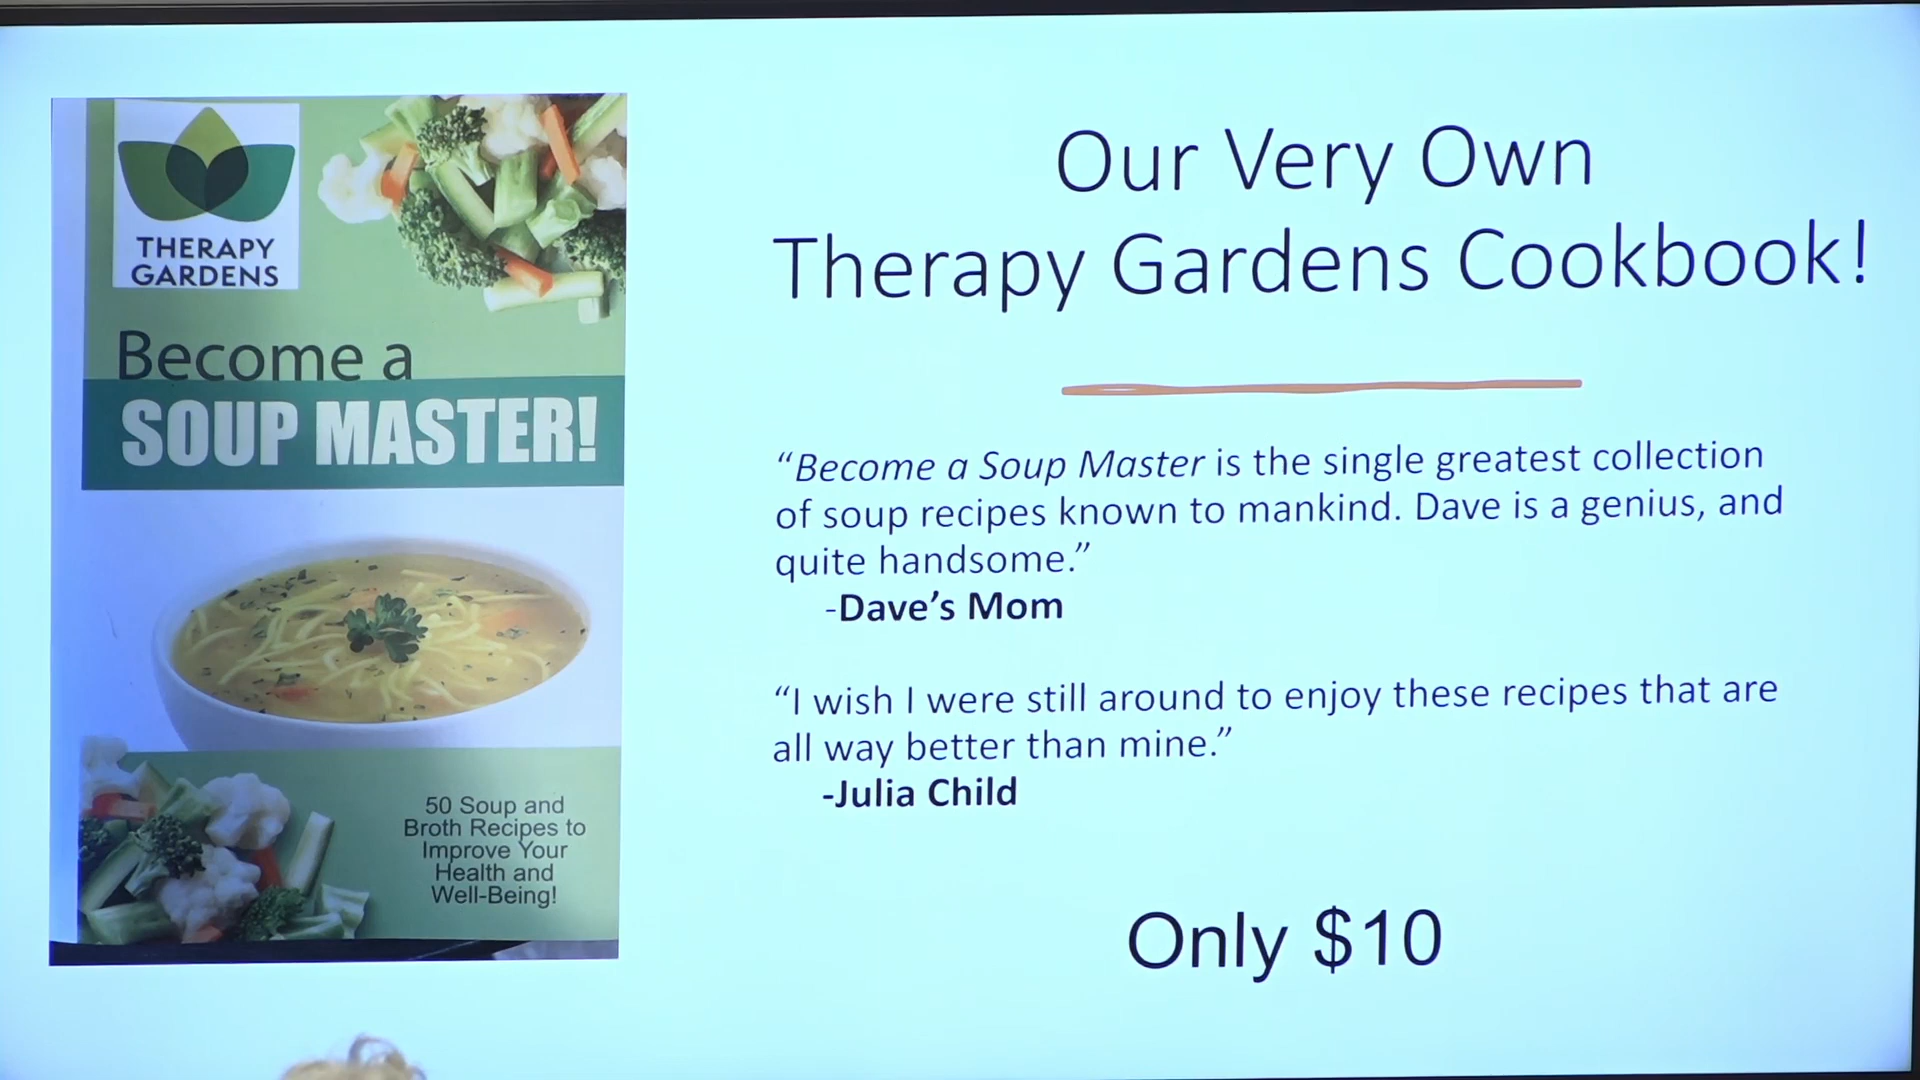 THERAPY
GARDENS
Become a
SOUP MASTER!
50 Soup and
Broth Recipes to
Improve Your
Health and
Well-Being!
Our Very Own
Therapy Gardens Cookbook!
“Become a Soup Master is the single greatest collection
of soup recipes known to mankind. Dave is a genius, and
quite handsome.”
-Dave’s Mom
“I wish I were still around to enjoy these recipes that are
all way better than mine.”
-Julia Child
Only $10